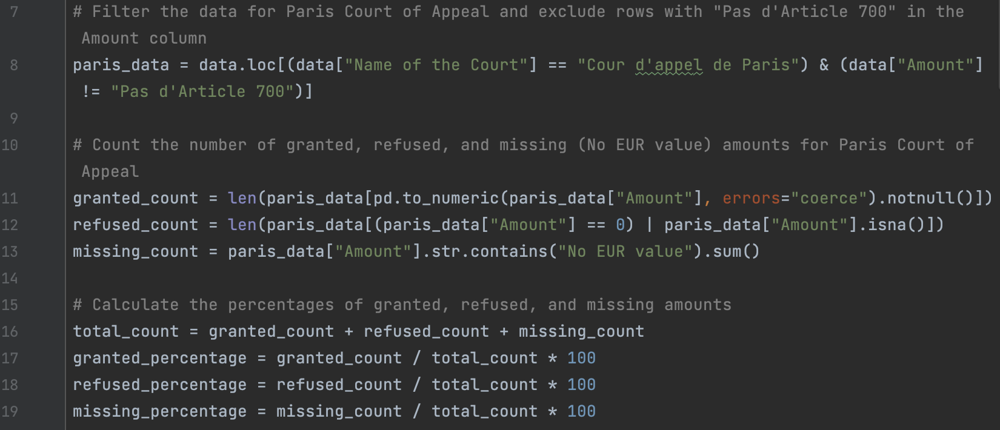 7 # Filter the data for Paris Court of Appeal and exclude rows with "Pas d'Article 700" in the
Amount column
8 paris_data = data.loc[(data["Name of the Court"] == "Cour d'appel de Paris") & (data["Amount"]
!= "Pas d'Article 700")]
9
10 # Count the number of granted, refused, and missing (No EUR value) amounts for Paris Court of
Appeal
11 granted_count = len(paris_data[pd.to_numeric(paris_data["Amount"], errors="coerce").notnull()])
12 refused_count = len(paris_data[(paris_data["Amount"] == 0) | paris_data["Amount"].isna()])
13 missing_count = paris_data["Amount"].str.contains("No EUR value").sum()
14
15 # Calculate the percentages of granted, refused, and missing amounts
16 total_count = granted_count + refused_count + missing_count
17 granted_percentage = granted_count / total_count * 100
18 refused_percentage = refused_count / total_count * 100
19 missing_percentage = missing_count / total_count * 100